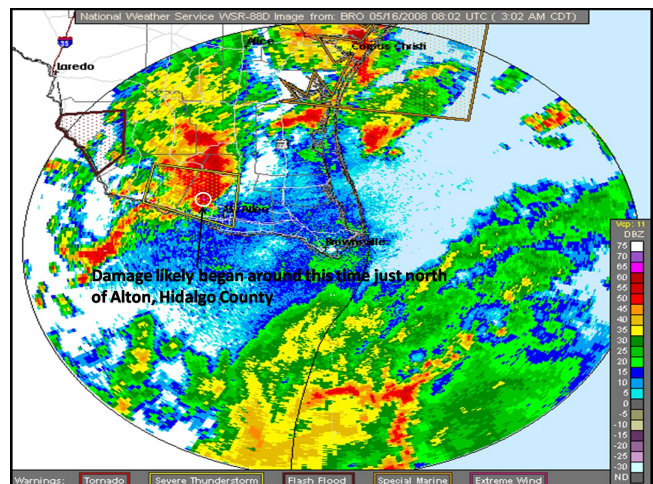 National Weather Service WSR-88D Image from: BRO 05/16/2008 08:02 UTC ( 3:02 AM CDT)
35
Alice
Corpus Christi
Laredo
Brownsville
Damage likely began around this time just north
of Alton, Hidalgo County
Vcp: 11
DBZ
75
70
65
60
55
50
45
40
35
30
25
20
15
10
5
0
-5
-10
-15
-20
-25
-30
ND
Warnings: Tornado Severe Thunderstorm Flash Flood Special Marine Extreme Wind